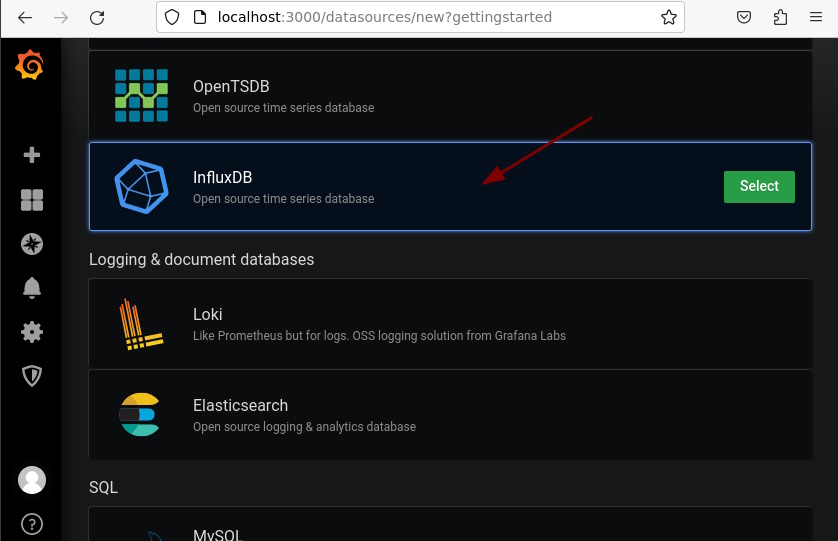 localhost:3000/datasources/new?gettingstarted
OpenTSDB
Open source time series database
InfluxDB
Open source time series database
Select
Logging & document databases
Loki
Like Prometheus but for logs. OSS logging solution from Grafana Labs
Elasticsearch
Open source logging & analytics database
SQL
MySQL